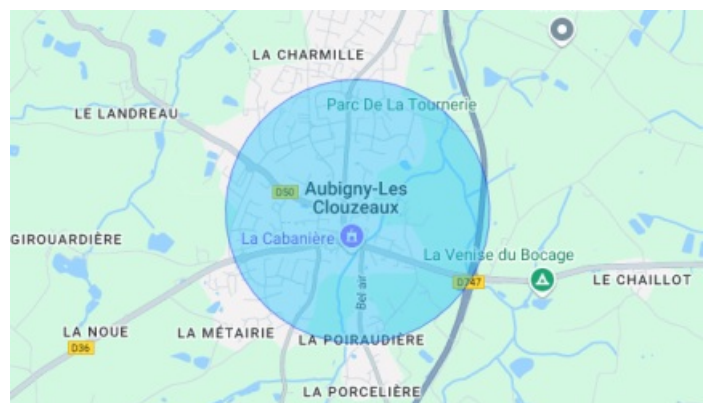 LA CHARMILLE
Parc De La Tournerie
LE LANDREAU
D50
Aubigny-Les
Clouzeaux
GIROUARDIÈRE
La Cabanière
La Venise du Bocage
D747
LE CHAILLOT
Bel air
LA NOUE
LA MÉTAIRIE
LA POIRAUDIÈRE
D36
LA PORCELIÈRE